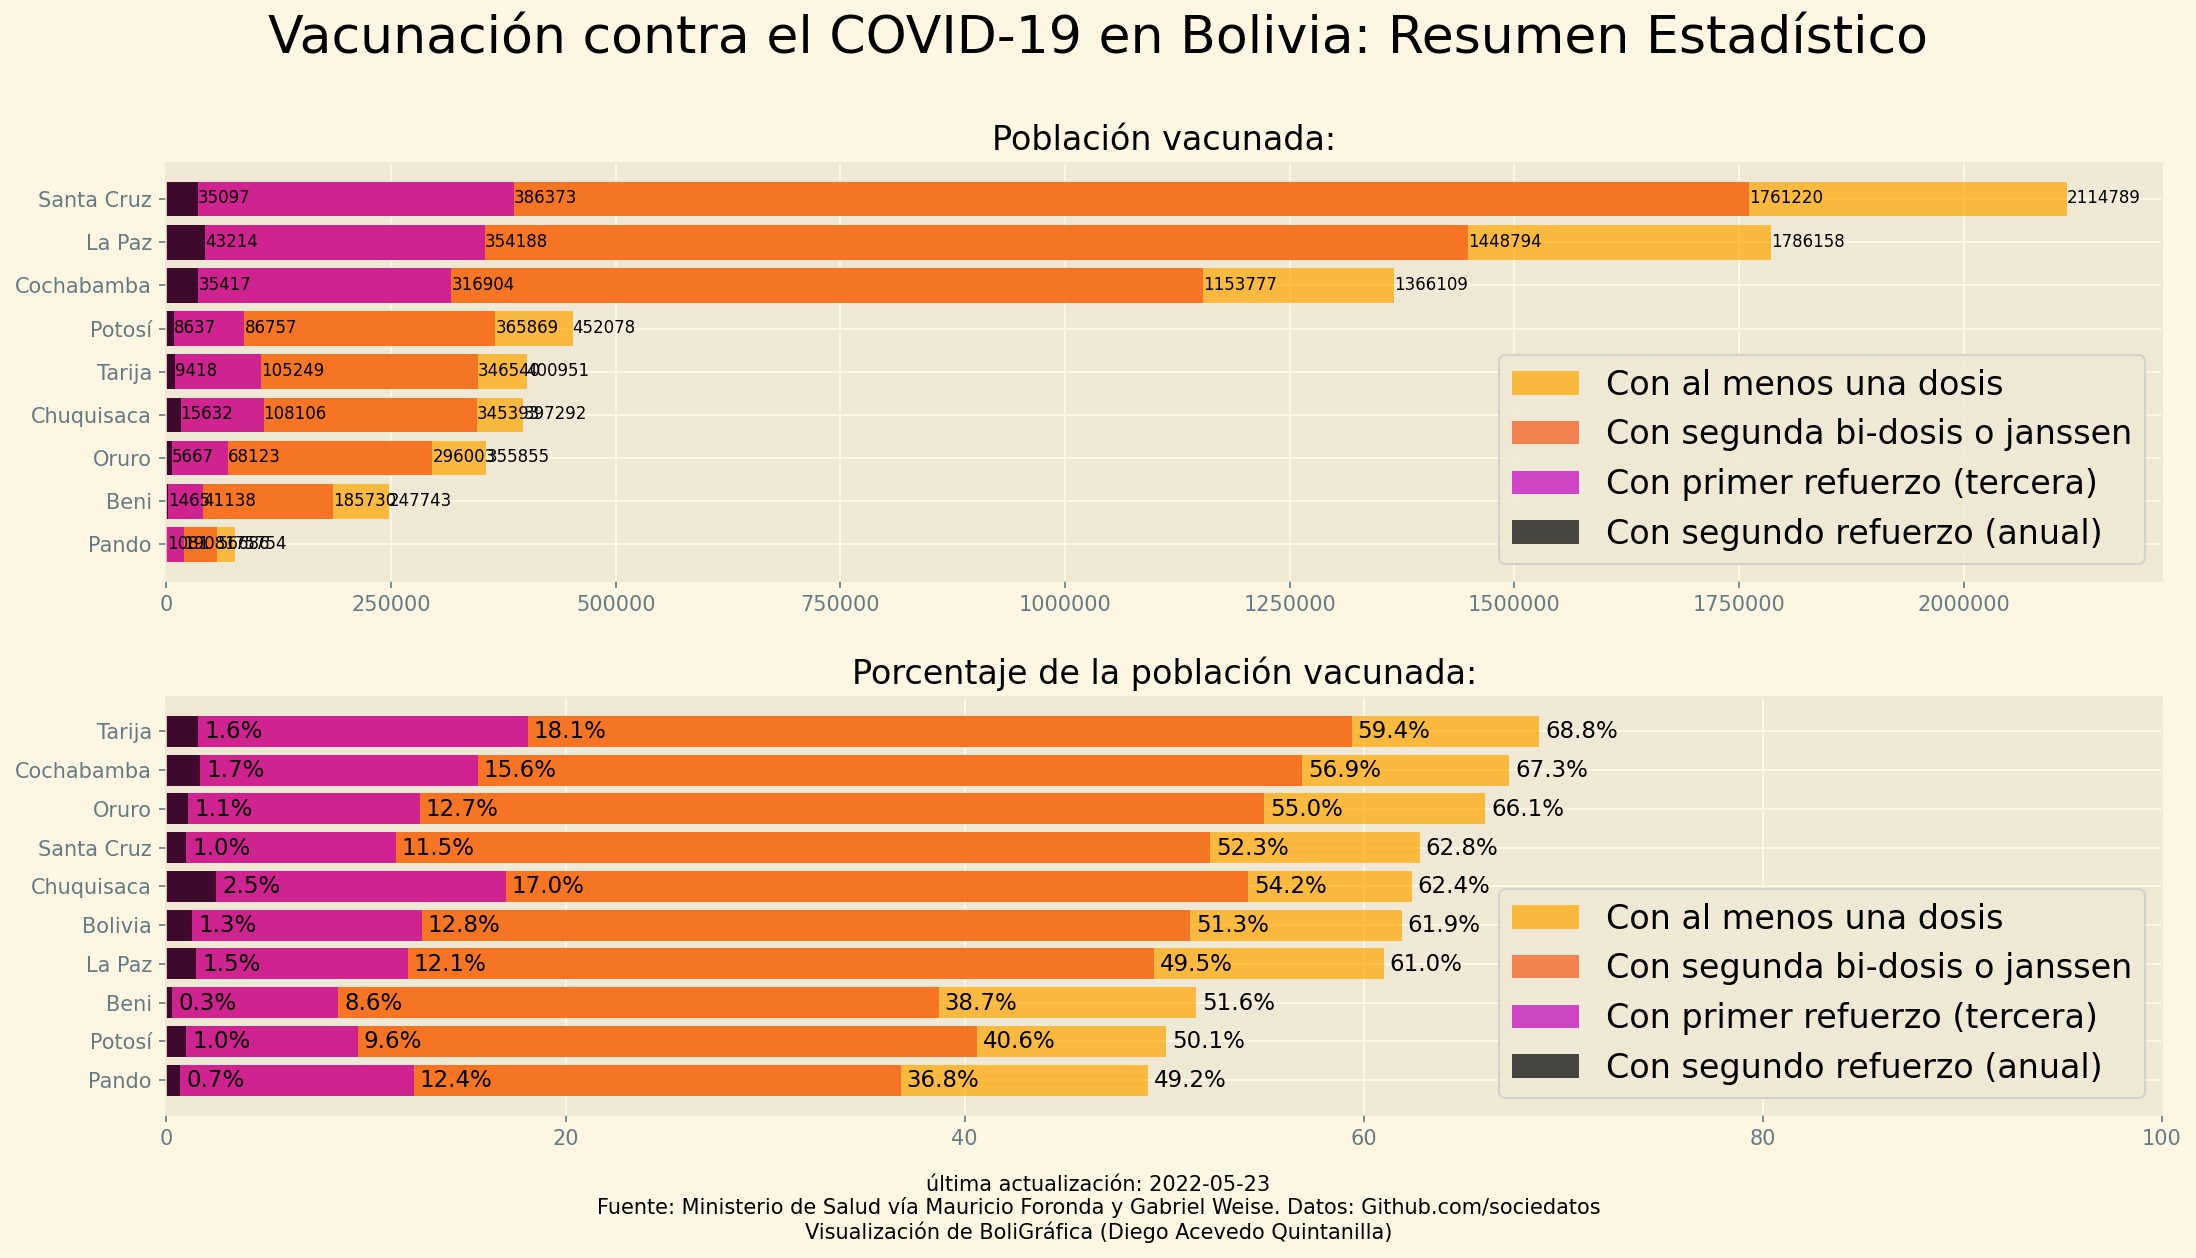 Vacunación contra el COVID-19 en Bolivia: Resumen Estadístico
Población vacunada:
Santa Cruz 35097 386373 1761220 2114789
La Paz 43214 354188 1448794 1786158
Cochabamba 35417 316904 1153777 1366109
Potosí 8637 86757 365869 452078
Tarija 9418 105249 346540 400951
Chuquisaca 15632 108106 345393 397292
Oruro 5667 68123 296003 355855
Beni 1465 41138 185730 247743
Pando
Con al menos una dosis
Con segunda bi-dosis o janssen
Con primer refuerzo (tercera)
Con segundo refuerzo (anual)
0 250000 500000 750000 1000000 1250000 1500000 1750000 2000000
Porcentaje de la población vacunada:
Tarija 1.6% 18.1% 59.4% 68.8%
Cochabamba 1.7% 15.6% 56.9% 67.3%
Oruro 1.1% 12.7% 55.0% 66.1%
Santa Cruz 1.0% 11.5% 52.3% 62.8%
Chuquisaca 2.5% 17.0% 54.2% 62.4%
Bolivia 1.3% 12.8% 51.3% 61.9%
La Paz 1.5% 12.1% 49.5% 61.0%
Beni 0.3% 8.6% 38.7% 51.6%
Potosí 1.0% 9.6% 40.6% 50.1%
Pando 0.7% 12.4% 36.8% 49.2%
Con al menos una dosis
Con segunda bi-dosis o janssen
Con primer refuerzo (tercera)
Con segundo refuerzo (anual)
0 20 40 60 80 100
última actualización: 2022-05-23
Fuente: Ministerio de Salud vía Mauricio Foronda y Gabriel Weise. Datos: Github.com/sociedatos
Visualización de BoliGráfica (Diego Acevedo Quintanilla)